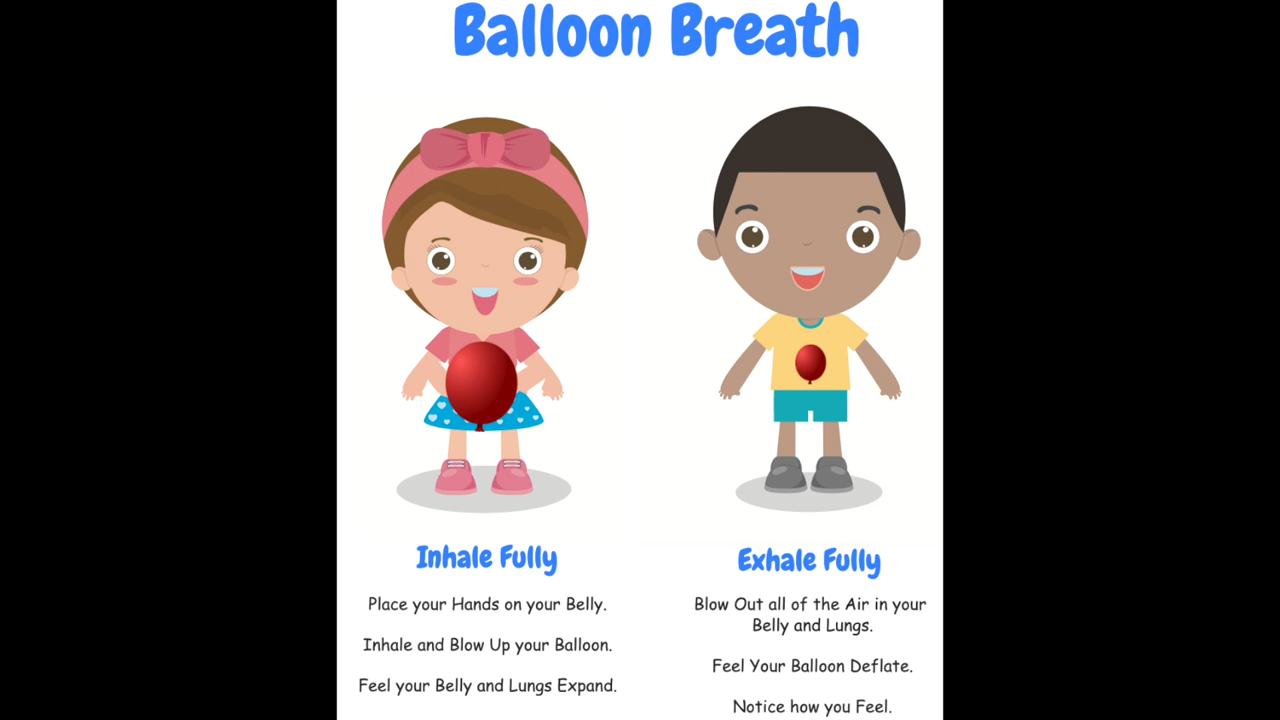 Balloon Breath
Inhale Fully
Place your Hands on your Belly.
Inhale and Blow Up your Balloon.
Feel your Belly and Lungs Expand.
Exhale Fully
Blow Out all of the Air in your
Belly and Lungs.
Feel Your Balloon Deflate.
Notice how you Feel.